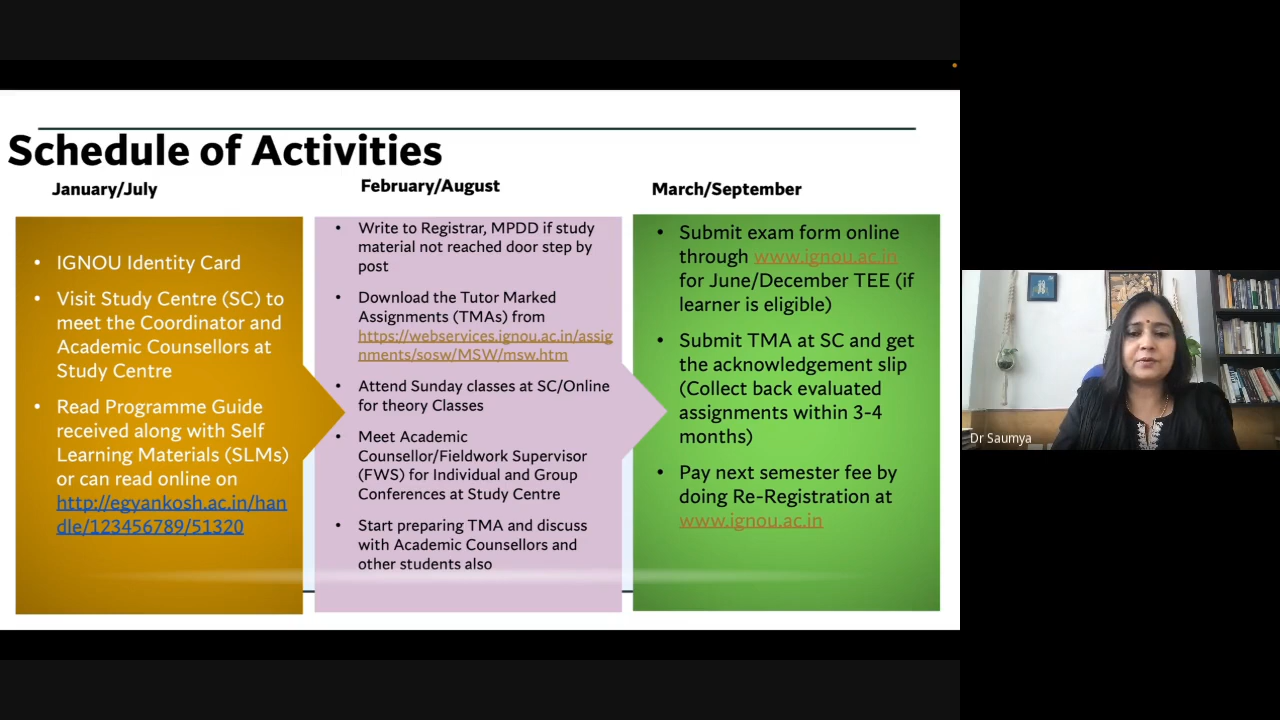 Schedule of Activities
January/July
IGNOU Identity Card
Visit Study Centre (SC) to
meet the Coordinator and
Academic Counsellors at
Study Centre
Read Programme Guide
received along with Self
Learning Materials (SLMs)
or can read online on
http://egyankosh.ac.in/han
dle/123456789/51320
February/August
Write to Registrar, MPDD if study
material not reached door step by
post
Download the Tutor Marked
Assignments (TMAs) from
https://webservices.ignou.ac.in/assig
nments/sosw/MSW/msw.htm
Attend Sunday classes at SC/Online
for theory Classes
Meet Academic
Counsellor/Fieldwork Supervisor
(FWS) for Individual and Group
Conferences at Study Centre
Start preparing TMA and discuss
with Academic Counsellors and
other students also
March/September
Submit exam form online
through www.ignou.ac.in
for June/December TEE (if
learner is eligible)
Submit TMA at SC and get
the acknowledgement slip
(Collect back evaluated
assignments within 3-4
months)
Pay next semester fee by
doing Re-Registration at
www.ignou.ac.in
Dr Saumya